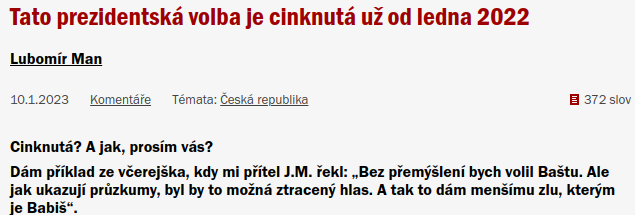 Tato prezidentská volba je cinknutá už od ledna 2022
Lubomír Man
10.1.2023 Komentáře Témata: Česká republika 372 slov
Cinknutá? A jak, prosím vás?
Dám příklad ze včerejška, kdy mi přítel J.M. řekl: „Bez přemýšlení bych volil Baštu. Ale
jak ukazují průzkumy, byl by to možná ztracený hlas. A tak to dám menšímu zlu, kterým
je Babiš“.